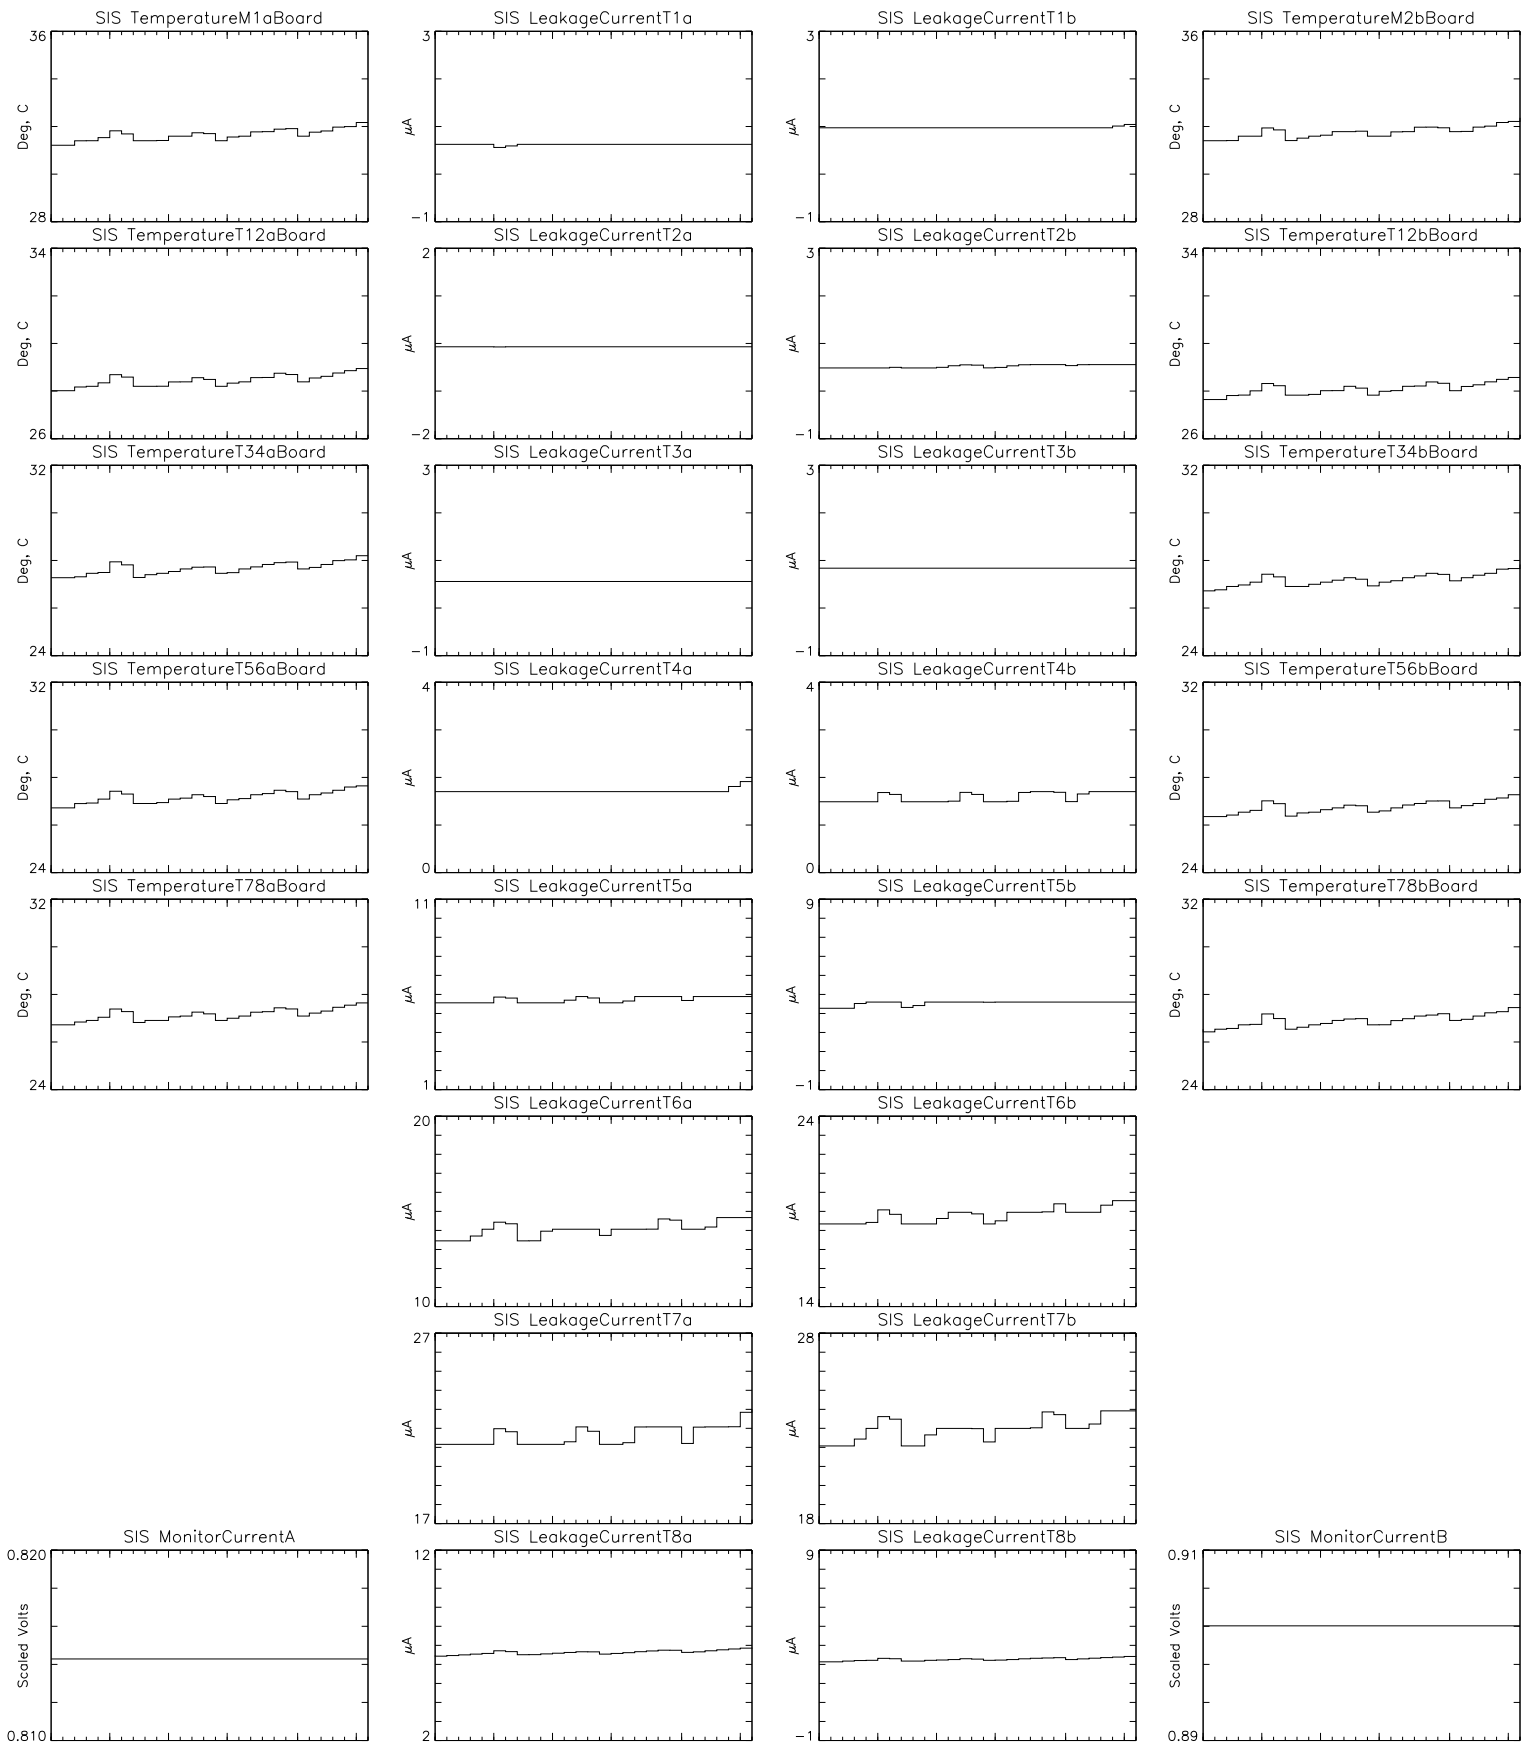 SIS TemperatureM1aBoard
36
Deg, C
28
SIS LeakageCurrentT1a
3
μA
−1
SIS LeakageCurrentT1b
3
μA
−1
SIS TemperatureM2bBoard
36
Deg, C
28
SIS TemperatureT12aBoard
34
Deg, C
26
SIS LeakageCurrentT2a
2
μA
−2
SIS LeakageCurrentT2b
3
μA
−1
SIS TemperatureT12bBoard
34
Deg, C
26
SIS TemperatureT34aBoard
32
Deg, C
24
SIS LeakageCurrentT3a
3
μA
−1
SIS LeakageCurrentT3b
3
μA
−1
SIS TemperatureT34bBoard
32
Deg, C
24
SIS TemperatureT56aBoard
32
Deg, C
24
SIS LeakageCurrentT4a
4
μA
0
SIS LeakageCurrentT4b
4
μA
0
SIS TemperatureT56bBoard
32
Deg, C
24
SIS TemperatureT78aBoard
32
Deg, C
24
SIS LeakageCurrentT5a
11
μA
1
SIS LeakageCurrentT5b
9
μA
−1
SIS TemperatureT78bBoard
32
Deg, C
24
SIS LeakageCurrentT6a
20
μA
10
SIS LeakageCurrentT6b
24
μA
14
SIS LeakageCurrentT7a
27
μA
17
SIS LeakageCurrentT7b
28
μA
18
SIS MonitorCurrentA
0.820
Scaled Volts
0.810
SIS LeakageCurrentT8a
12
μA
2
SIS LeakageCurrentT8b
9
μA
−1
SIS MonitorCurrentB
0.91
Scaled Volts
0.89